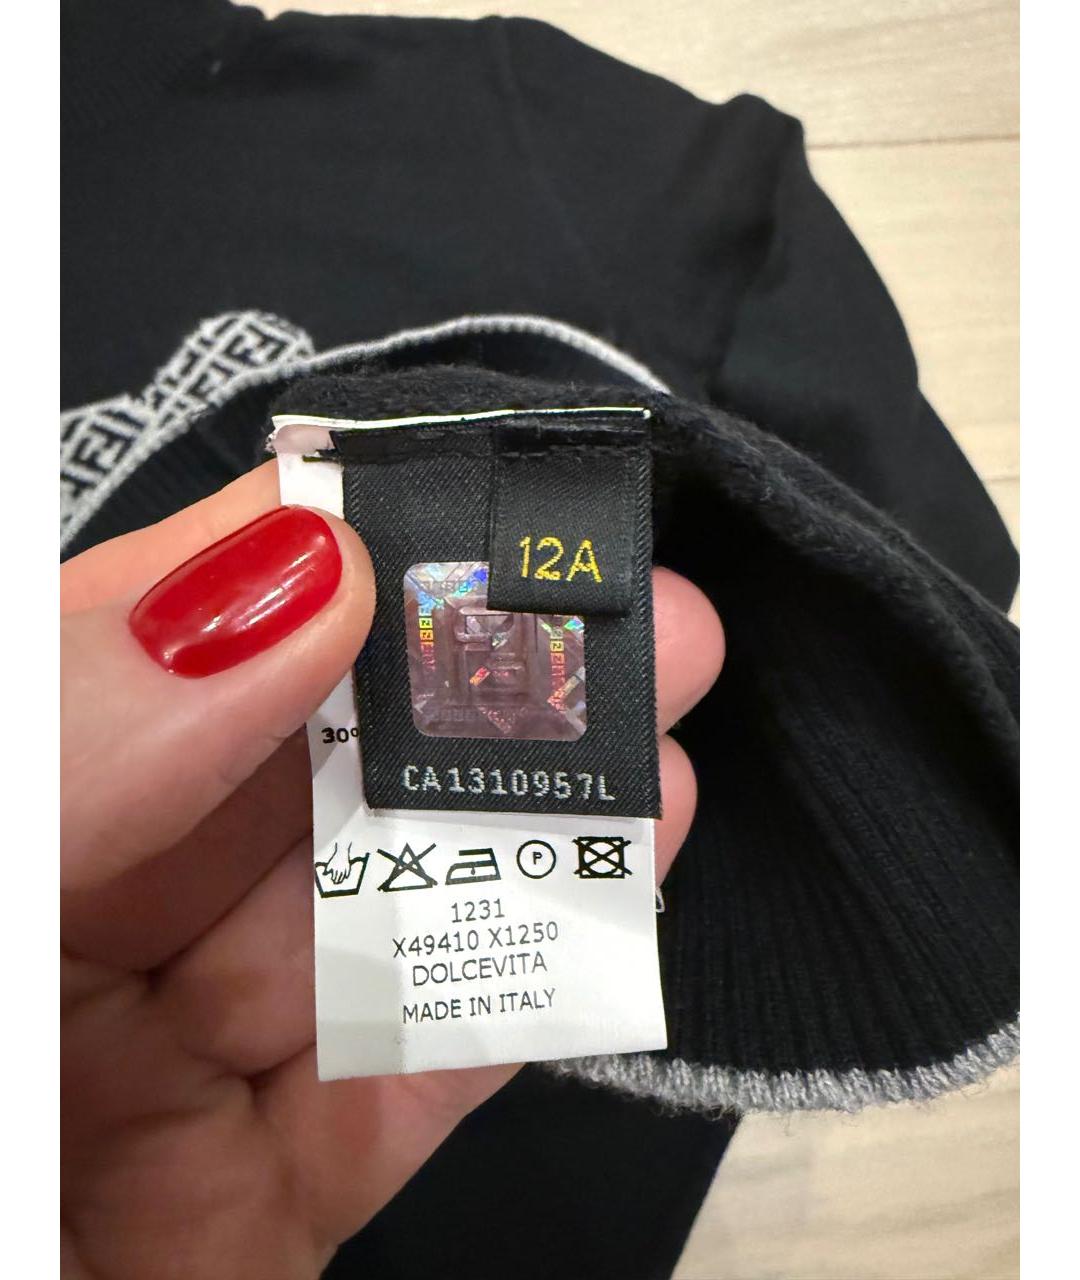 12A
30°
CA1310957L
P
1231
X49410 X1250
DOLCEVITA
MADE IN ITALY